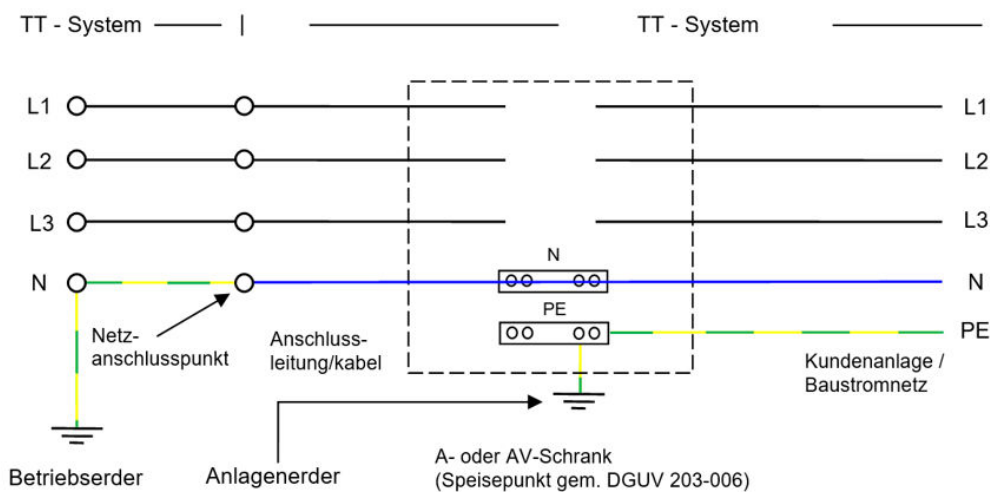 TT - System
TT - System
L1
L1
L2
L2
L3
L3
N
N
N
PE
PE
Netz-
anschlusspunkt
Anschluss-
leitung/kabel
Kundenanlage /
Baustromnetz
Betriebserder
Anlagenerder
A- oder AV-Schrank
(Speisepunkt gem. DGUV 203-006)